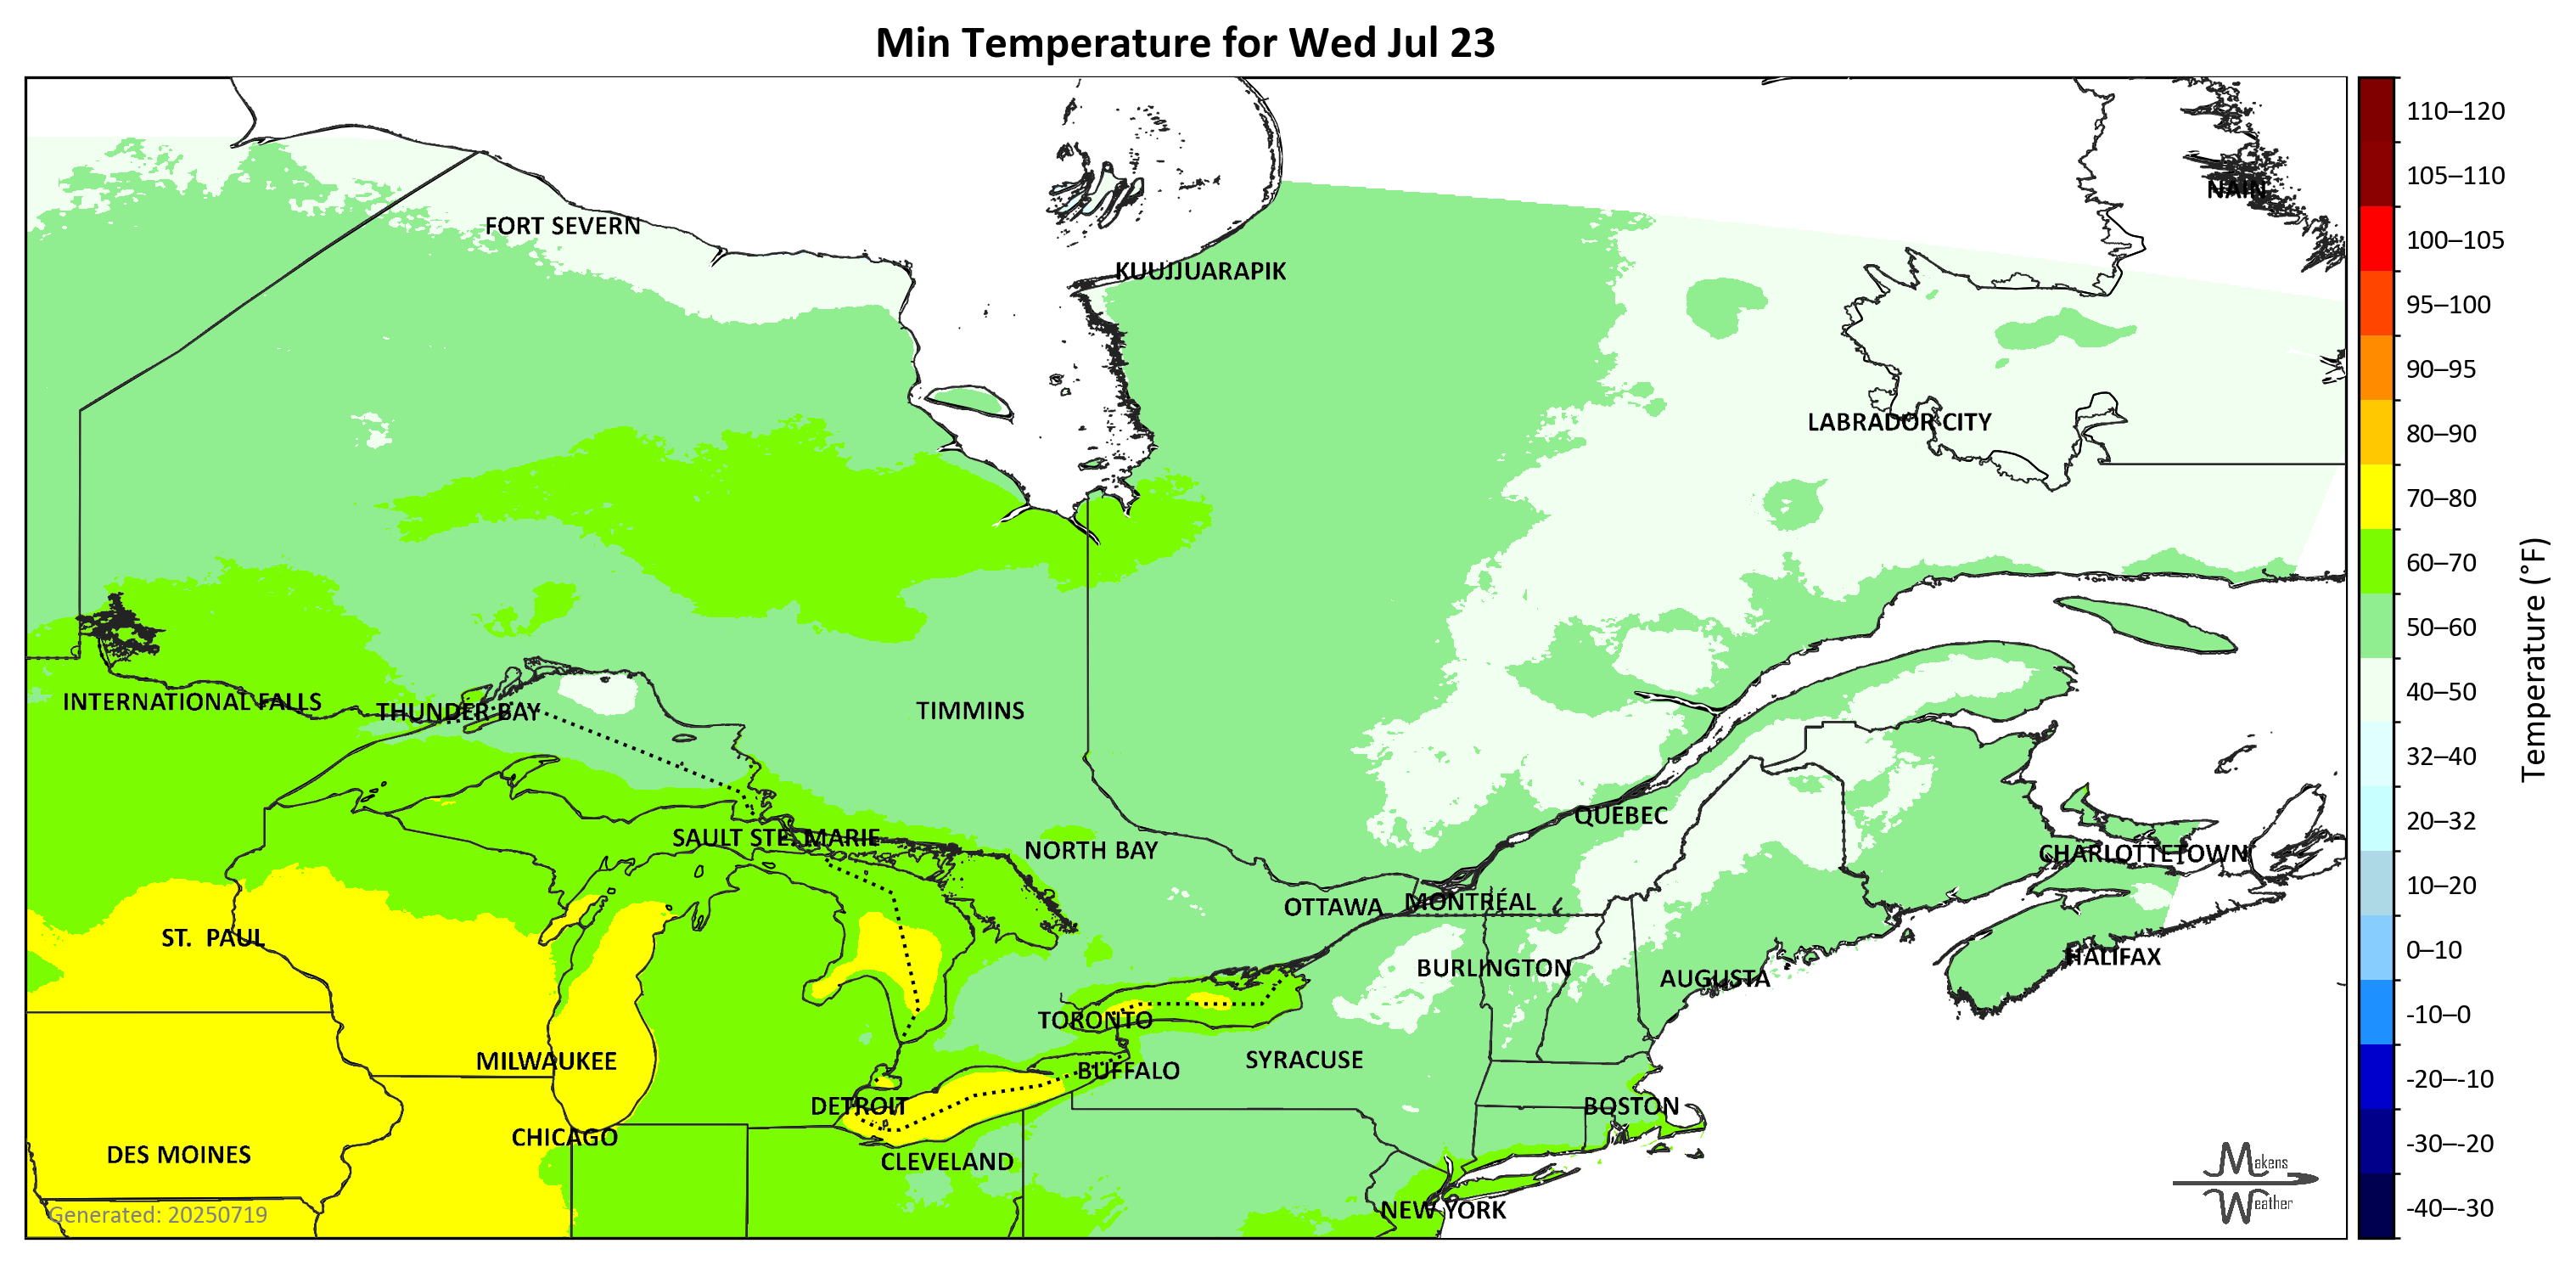 Min Temperature for Wed Jul 23
NAIN
FORT SEVERN
KUUJJUARAPIK
LABRADOR CITY
INTERNATIONAL FALLS
THUNDER BAY
TIMMINS
QUÉBEC
SAULT STE. MARIE
NORTH BAY
CHARLOTTETOWN
OTTAWA
MONTRÉAL
ST. PAUL
HALIFAX
BURLINGTON
AUGUSTA
TORONTO
MILWAUKEE
SYRACUSE
BUFFALO
DETROIT
BOSTON
CHICAGO
DES MOINES
CLEVELAND
NEW YORK
Generated: 20250719
Makens
Weather
110–120
105–110
100–105
95–100
90–95
80–90
70–80
60–70
50–60
40–50
32–40
20–32
10–20
0–10
-10–0
-20–-10
-30–-20
-40–-30
Temperature (°F)